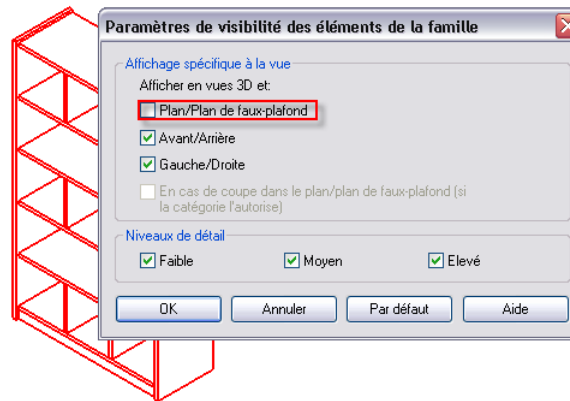 Paramètres de visibilité des éléments de la famille
Affichage spécifique à la vue
Afficher en vues 3D et:
Plan/Plan de faux-plafond
Avant/Arrière
Gauche/Droite
En cas de coupe dans le plan/plan de faux-plafond (si
la catégorie l'autorise)
Niveaux de détail
Faible Moyen Elevé
OK Annuler Par défaut Aide